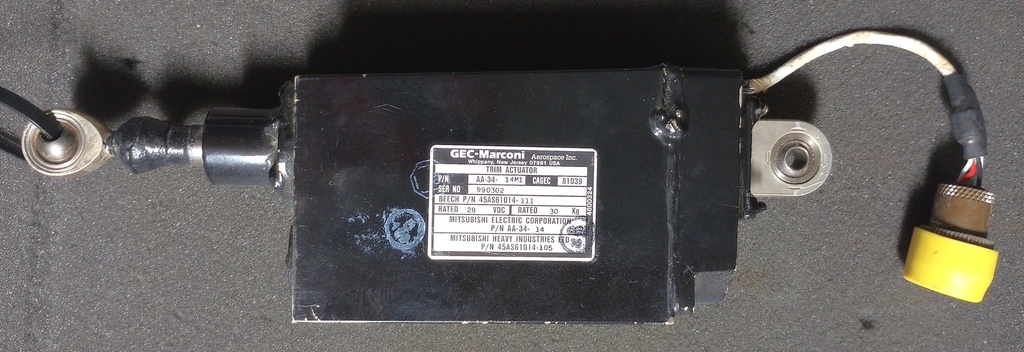 GEC-Marconi Aerospace Inc.
Whippany, New Jersey 07981 USA
TRIM ACTUATOR
P/N AA-34- 14M1 CAGEC 81039
SER NO 990302
BEECH P/N 45AS61014-111
RATED 28 VDC RATED 30 Kg
MITSUBISHI ELECTRIC CORPORATION
P/N AA-34- 14
MITSUBISHI HEAVY INDUSTRIES LTD
P/N 45AS61014-105